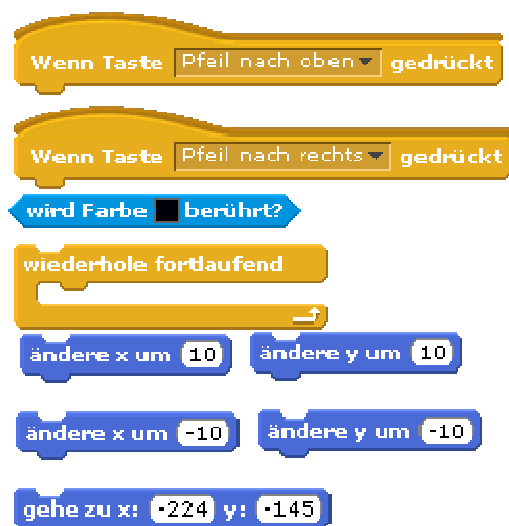 Wenn Taste Pfeil nach oben gedrückt
Wenn Taste Pfeil nach rechts gedrückt
wird Farbe berührt?
wiederhole fortlaufend
ändere x um 10 ändere y um 10
ändere x um -10 ändere y um -10
gehe zu x: -224 y: -145